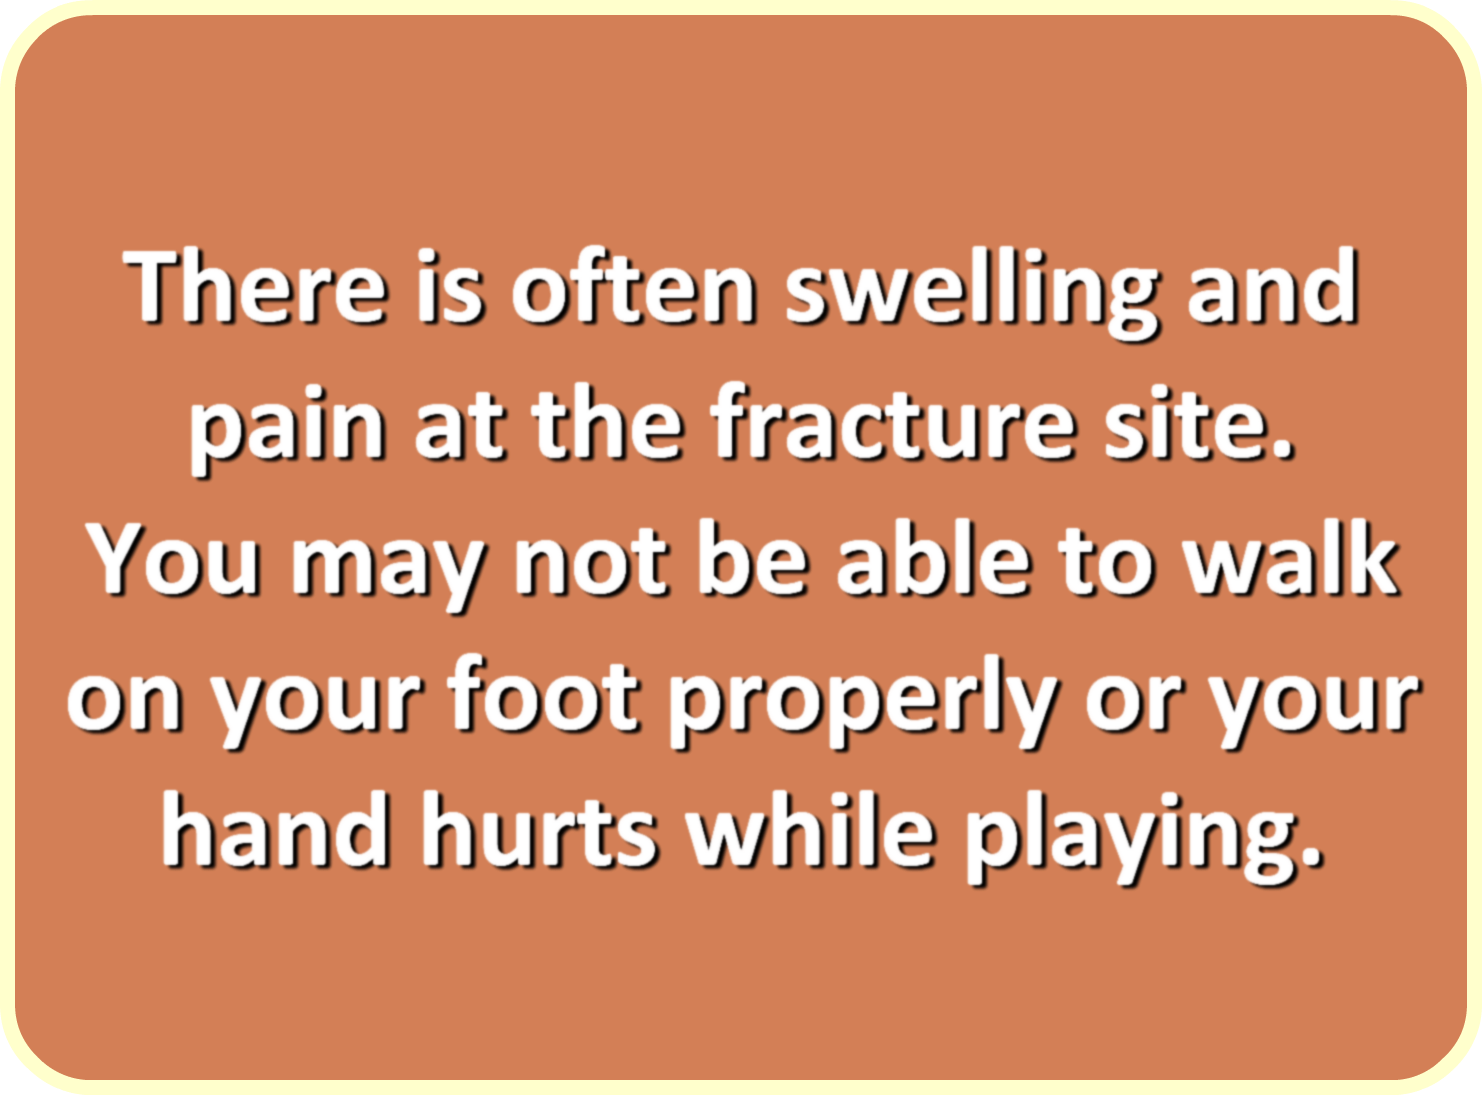 There is often swelling and
pain at the fracture site.
You may not be able to walk
on your foot properly or your
hand hurts while playing.